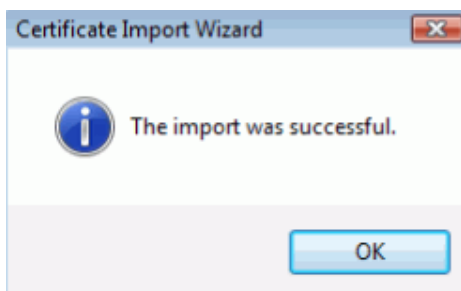 Certificate Import Wizard
The import was successful.
OK